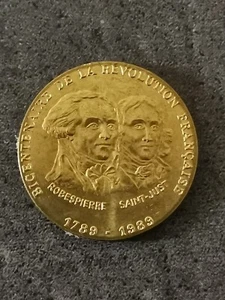 BICENTENAIRE DE LA REVOLUTION FRANÇAISE
ROBESPIERRE SAINT-JUST
1789 - 1989